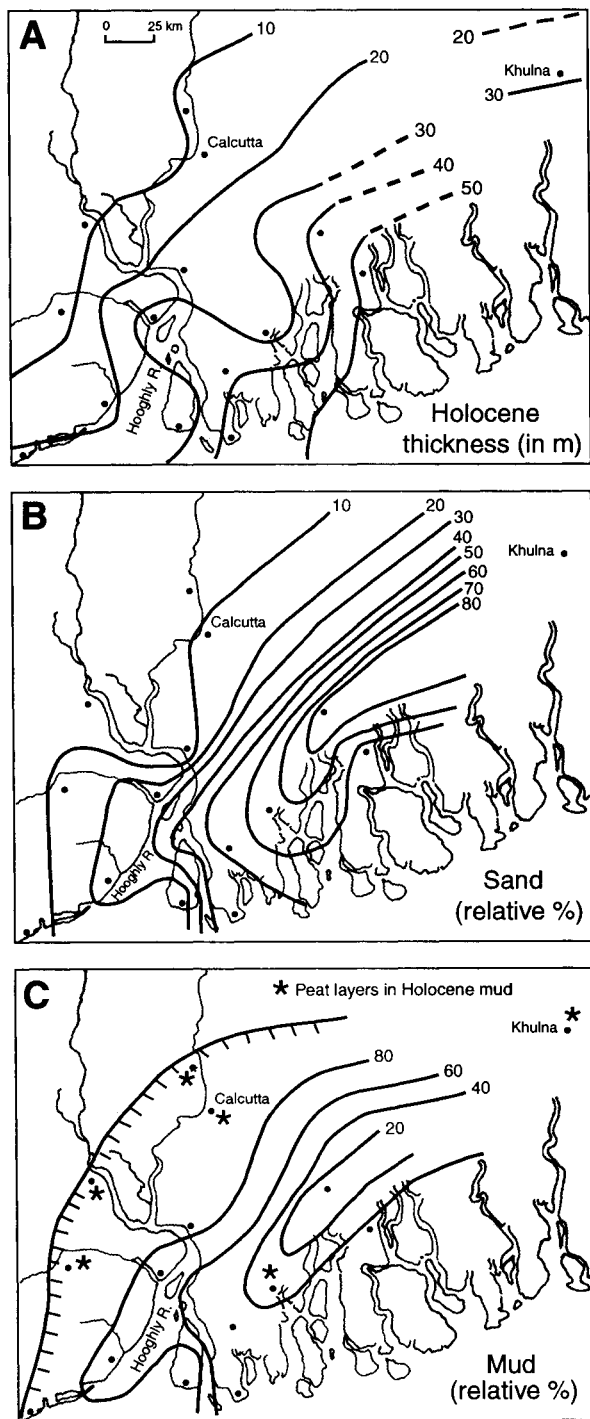 A
0 25 km
10
20
20
Khulna
30
Calcutta
30
40
50
Hooghly R.
Holocene
thickness (in m)
B
10
20
30
40
50
60
70
80
Khulna
Calcutta
Hooghly R.
Sand
(relative %)
C
* Peat layers in Holocene mud
*
Khulna
*
Calcutta
*
80
60
40
20
*
*
*
Hooghly R.
Mud
(relative %)